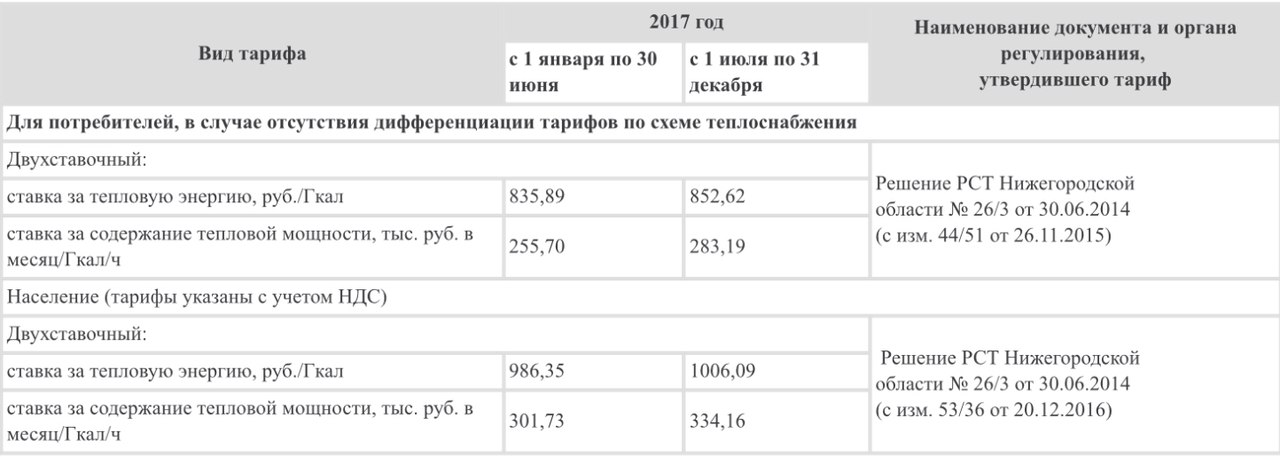 Вид тарифа
2017 год
Наименование документа и органа
регулирования,
утвердившего тариф
с 1 января по 30
июня
с 1 июля по 31
декабря
Для потребителей, в случае отсутствия дифференциации тарифов по схеме теплоснабжения
Двухставочный:
ставка за тепловую энергию, руб./Гкал
835,89
852,62
ставка за содержание тепловой мощности, тыс. руб. в
месяц/Гкал/ч
255,70
283,19
Решение РСТ Нижегородской
области № 26/3 от 30.06.2014
(с изм. 44/51 от 26.11.2015)
Население (тарифы указаны с учетом НДС)
Двухставочный:
ставка за тепловую энергию, руб./Гкал
986,35
1006,09
ставка за содержание тепловой мощности, тыс. руб. в
месяц/Гкал/ч
301,73
334,16
Решение РСТ Нижегородской
области № 26/3 от 30.06.2014
(с изм. 53/36 от 20.12.2016)